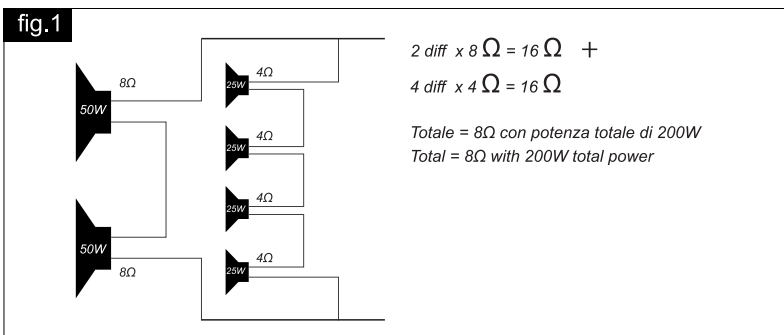 fig.1
8Ω
50W
50W
8Ω
4Ω
25W
4Ω
25W
4Ω
25W
4Ω
25W
2 diff x 8 Ω = 16 Ω +
4 diff x 4 Ω = 16 Ω
Totale = 8Ω con potenza totale di 200W
Total = 8Ω with 200W total power